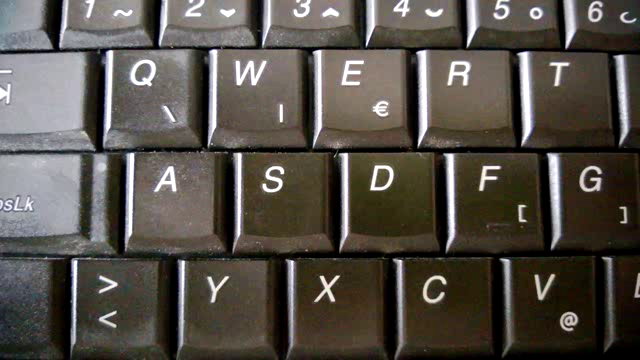 1 ~ 2 ˇ 3 ^ 4 ˘ 5 ° 6
Q \ W | E € R T
psLk A S D F [ G ]
> < Y X C V @